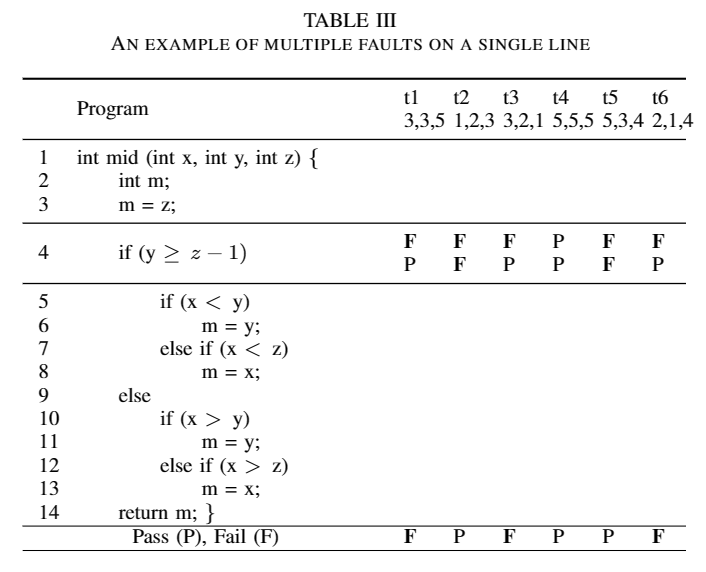 TABLE III
AN EXAMPLE OF MULTIPLE FAULTS ON A SINGLE LINE
Program t1 t2 t3 t4 t5 t6
3,3,5 1,2,3 3,2,1 5,5,5 5,3,4 2,1,4
1 int mid (int x, int y, int z) {
2 int m;
3 m = z;
4 if (y ≥ z − 1) F F F P F F
P F P P F P
5 if (x < y)
6 m = y;
7 else if (x < z)
8 m = x;
9 else
10 if (x > y)
11 m = y;
12 else if (x > z)
13 m = x;
14 return m; }
Pass (P), Fail (F) F P F P P F